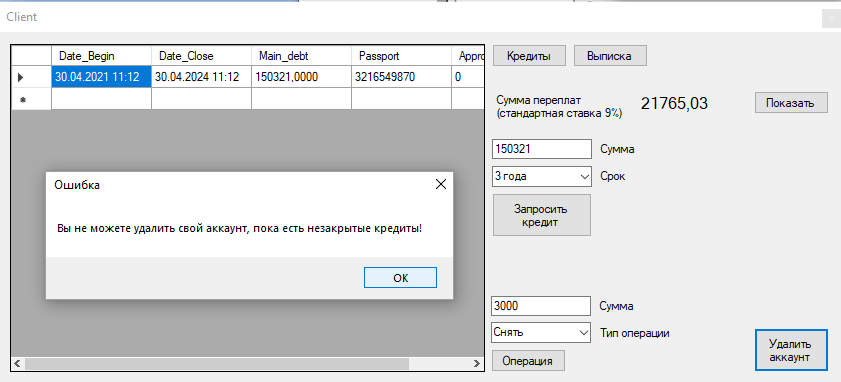 Client
Date_Begin Date_Close Main_debt Passport Appro
30.04.2021 11:12 30.04.2024 11:12 150321,0000 3216549870 0
Кредиты Выписка
Сумма переплат
(стандартная ставка 9%) 21765,03 Показать
150321 Сумма
3 года Срок
Запросить
кредит
Ошибка
Вы не можете удалить свой аккаунт, пока есть незакрытые кредиты!
OK
3000 Сумма
Снять Тип операции
Операция
Удалить
аккаунт